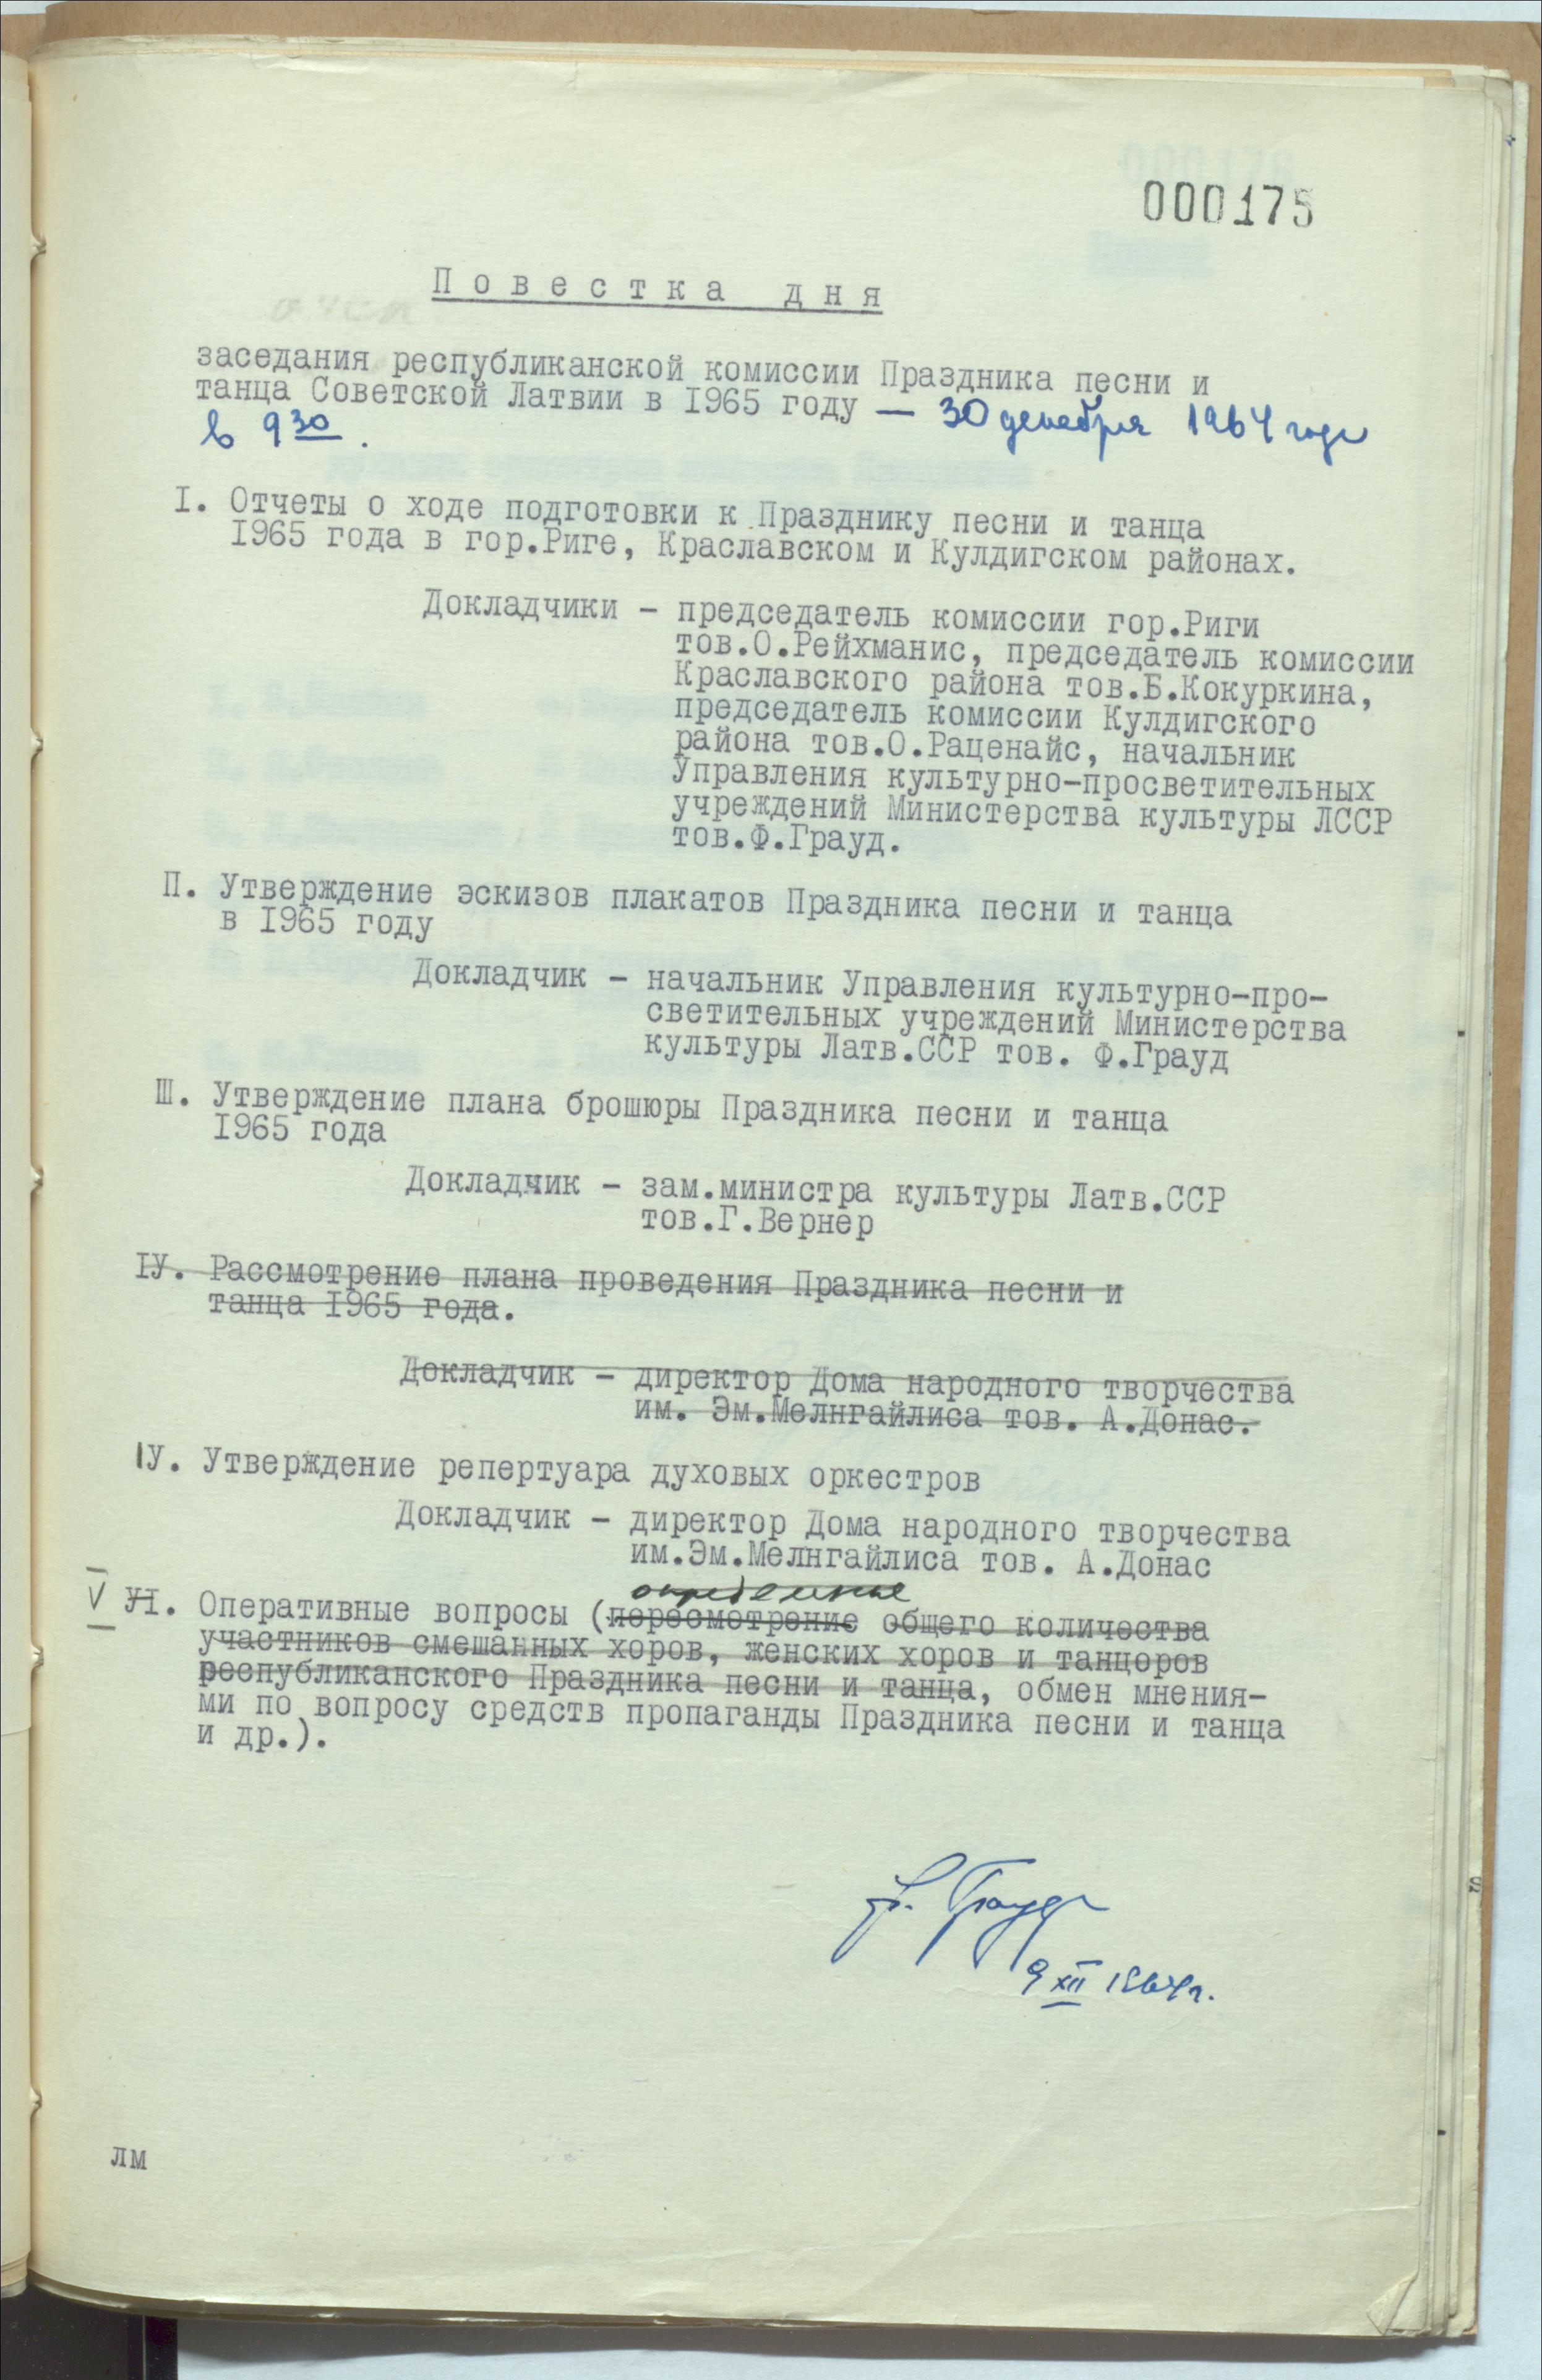 000175
Повестка дня
заседания республиканской комиссии Праздника песни и
танца Советской Латвии в 1965 году — 30 декабря 1964 года
в 9 30.
I. Отчеты о ходе подготовки к Празднику песни и танца
1965 года в гор.Риге, Краславском и Кулдигском районах.
Докладчики - председатель комиссии гор.Риги
тов.О.Рейхманис, председатель комиссии
Краславского района тов.Б.Кокуркина,
председатель комиссии Кулдигского
района тов.О.Раценайс, начальник
Управления культурно-просветительных
учреждений Министерства культуры ЛССР
тов.Ф.Грауд.
П. Утверждение эскизов плакатов Праздника песни и танца
в 1965 году
Докладчик - начальник Управления культурно-про-
светительных учреждений Министерства
культуры Латв.ССР тов. Ф.Грауд
Ш. Утверждение плана брошюры Праздника песни и танца
1965 года
Докладчик - зам.министра культуры Латв.ССР
тов.Г.Вернер
IУ. Рассмотрение плана проведения Праздника песни и
танца 1965 года.
Докладчик - директор Дома народного творчества
им. Эм.Мелнгайлиса тов. А.Донас.
IУ. Утверждение репертуара духовых оркестров
Докладчик - директор Дома народного творчества
им.Эм.Мелнгайлиса тов. А.Донас
определение
V УI. Оперативные вопросы (пересмотрение общего количества
участников смешанных хоров, женских хоров и танцоров
республиканского Праздника песни и танца, обмен мнения-
ми по вопросу средств пропаганды Праздника песни и танца
и др.).
Ф. Грауд
9 XII 1964г.
лм